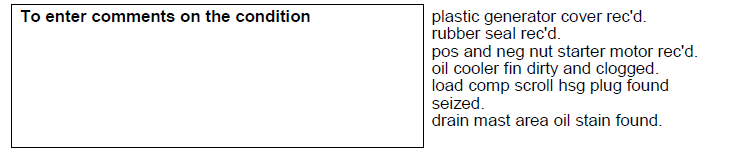 To enter comments on the condition
plastic generator cover rec'd.
rubber seal rec'd.
pos and neg nut starter motor rec'd.
oil cooler fin dirty and clogged.
load comp scroll hsg plug found
seized.
drain mast area oil stain found.